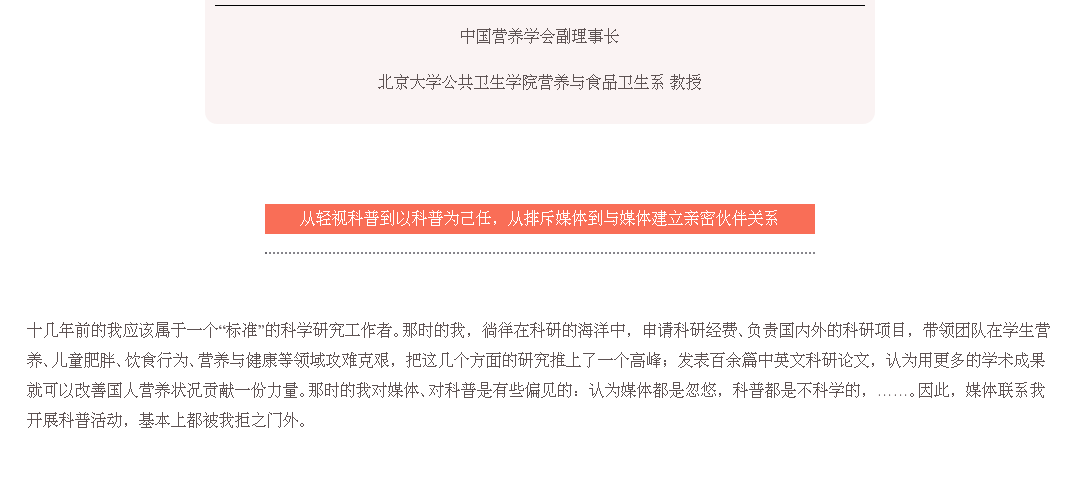 中国营养学会副理事长
北京大学公共卫生学院营养与食品卫生系 教授
从轻视科普到以科普为己任，从排斥媒体到与媒体建立亲密伙伴关系
十几年前的我应该属于一个“标准”的科学研究工作者。那时的我，徜徉在科研的海洋中，申请科研经费、负责国内外的科研项目，带领团队在学生营
养、儿童肥胖、饮食行为、营养与健康等领域攻难克艰，把这几个方面的研究推上了一个高峰；发表百余篇中英文科研论文，认为用更多的学术成果
就可以改善国人营养状况贡献一份力量。那时的我对媒体、对科普是有些偏见的：认为媒体都是忽悠，科普都是不科学的，……。因此，媒体联系我
开展科普活动，基本上都被我拒之门外。